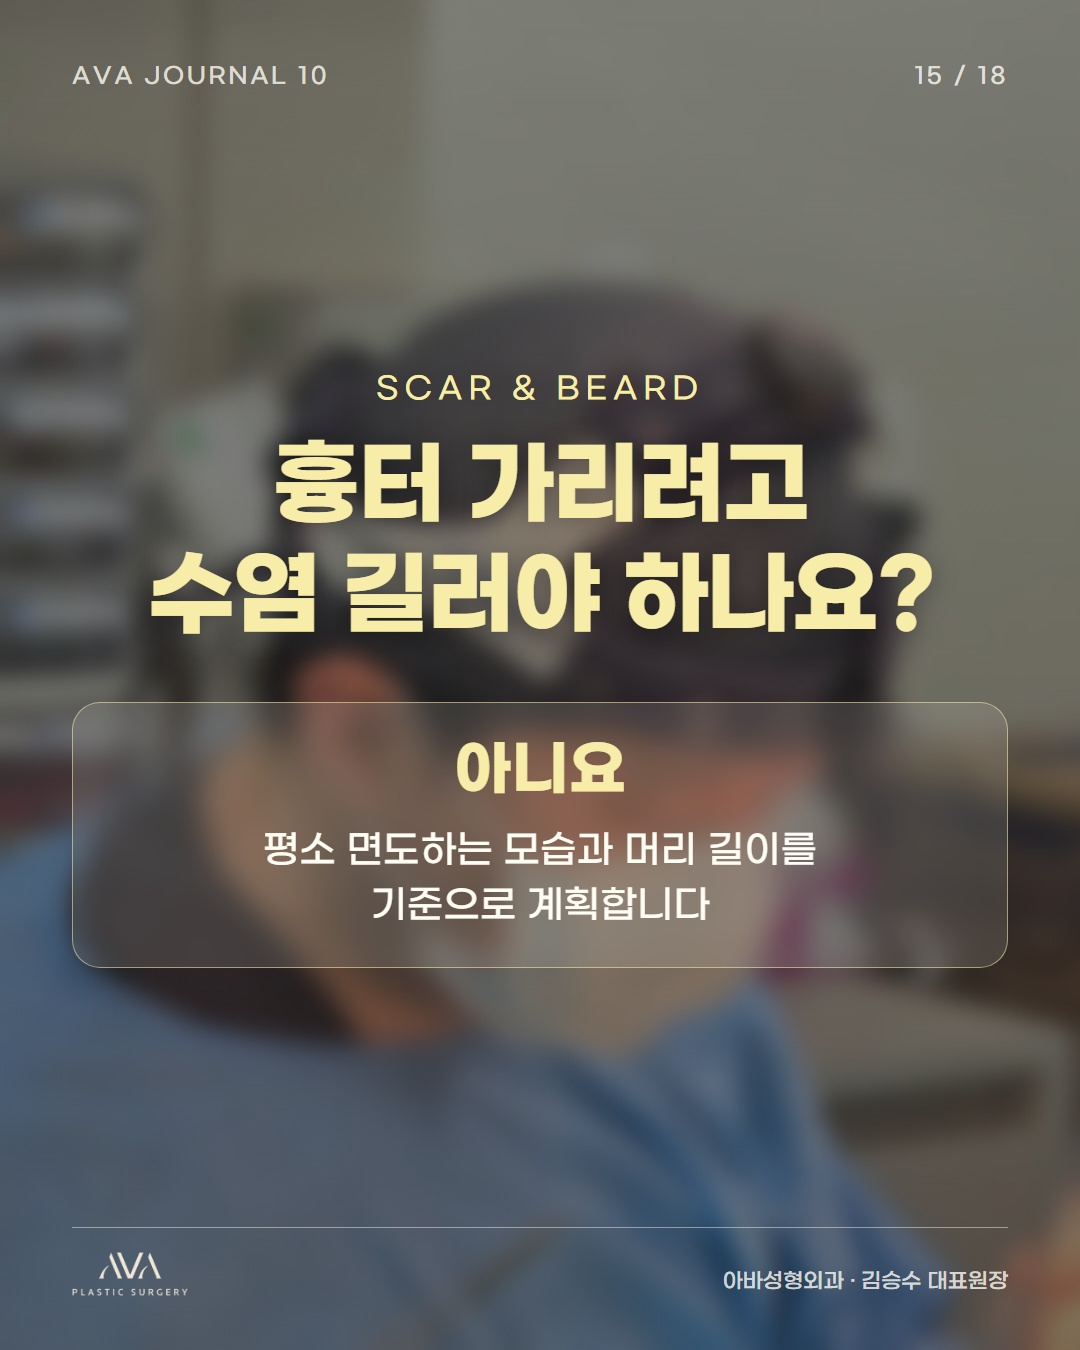 AVA JOURNAL 10
15 / 18
SCAR & BEARD
흉터 가리려고
수염 길러야 하나요?
아니요
평소 면도하는 모습과 머리 길이를
기준으로 계획합니다
AVA
PLASTIC SURGERY
아바성형외과 · 김승수 대표원장